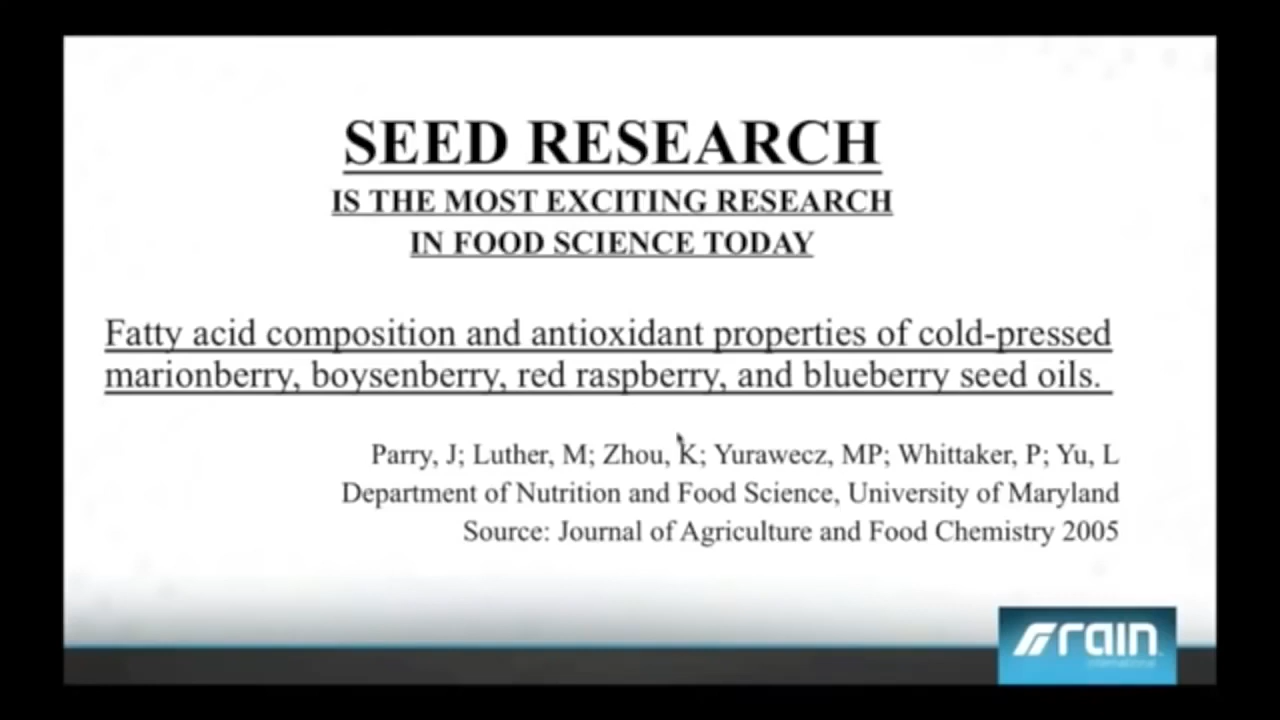 SEED RESEARCH
IS THE MOST EXCITING RESEARCH
IN FOOD SCIENCE TODAY
Fatty acid composition and antioxidant properties of cold-pressed
marionberry, boysenberry, red raspberry, and blueberry seed oils.
Parry, J; Luther, M; Zhou, K; Yurawecz, MP; Whittaker, P; Yu, L
Department of Nutrition and Food Science, University of Maryland
Source: Journal of Agriculture and Food Chemistry 2005
rain
international